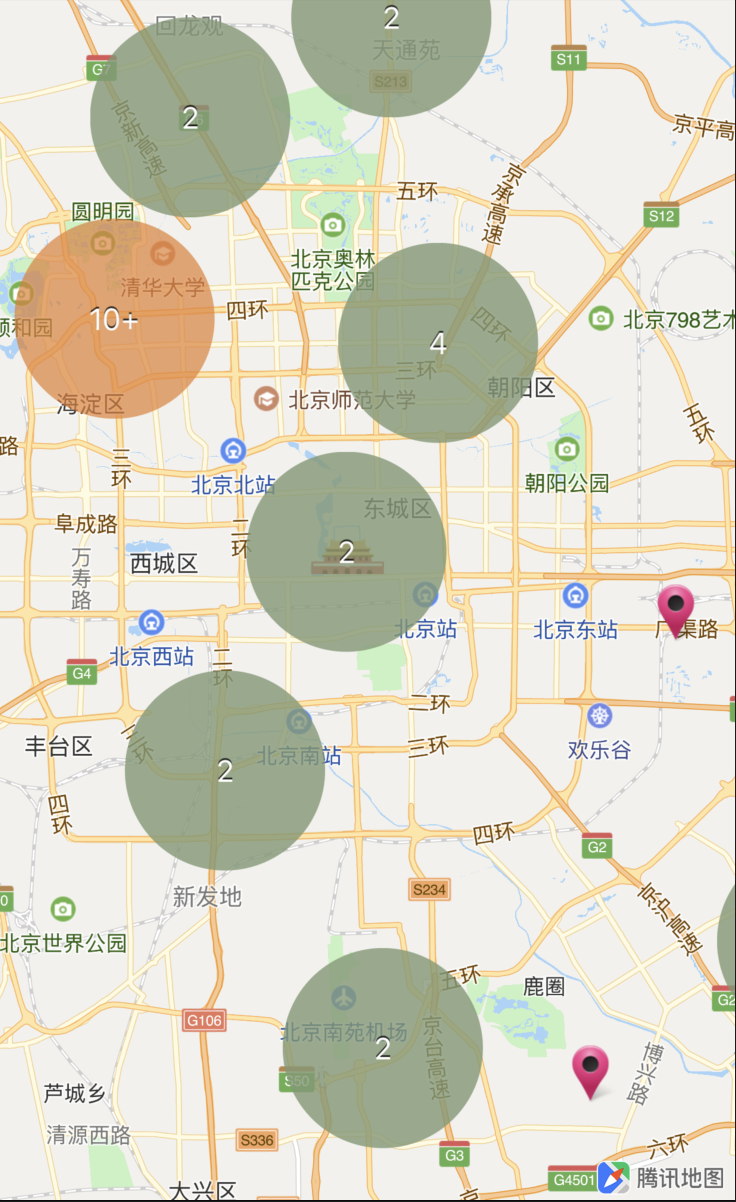 2
回龙观
天通苑
S11
G7
S213
京新高速
2
京平高
五环
京承高速
圆明园
S12
北京奥林
匹克公园
清华大学
四环
10+
颐和园
四环
北京798艺术
4
三环
朝阳区
海淀区
北京师范大学
五环
路
三环
北京北站
朝阳公园
东城区
阜成路
二环
2
万寿路
西城区
北京站
北京东站
广渠路
北京西站
二环
G4
二环
三环
丰台区
三环
北京南站
欢乐谷
2
四环
四环
G2
新发地
S234
0
京沪高速
北京世界公园
五环
鹿圈
G2
G106
北京南苑机场
京台高速
2
S50
博兴路
芦城乡
清源西路
S336
G3
六环
G4501
腾讯地图
大兴区
京